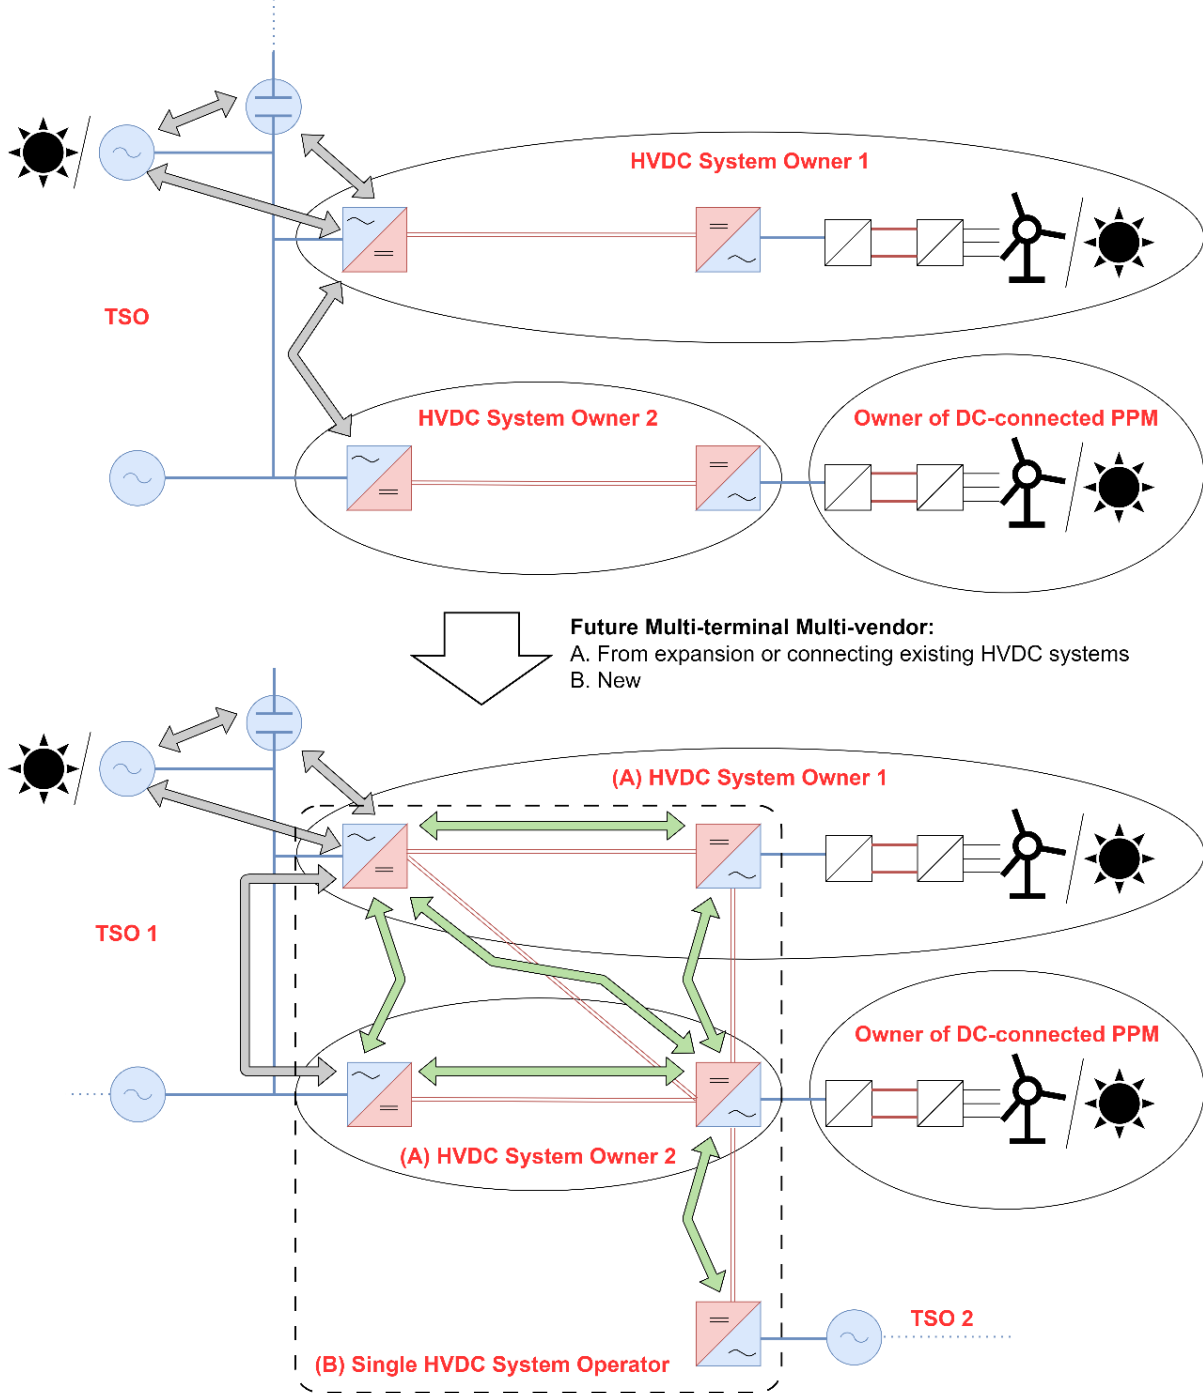 HVDC System Owner 1
TSO
HVDC System Owner 2
Owner of DC-connected PPM
Future Multi-terminal Multi-vendor:
A. From expansion or connecting existing HVDC systems
B. New
(A) HVDC System Owner 1
TSO 1
Owner of DC-connected PPM
(A) HVDC System Owner 2
TSO 2
(B) Single HVDC System Operator